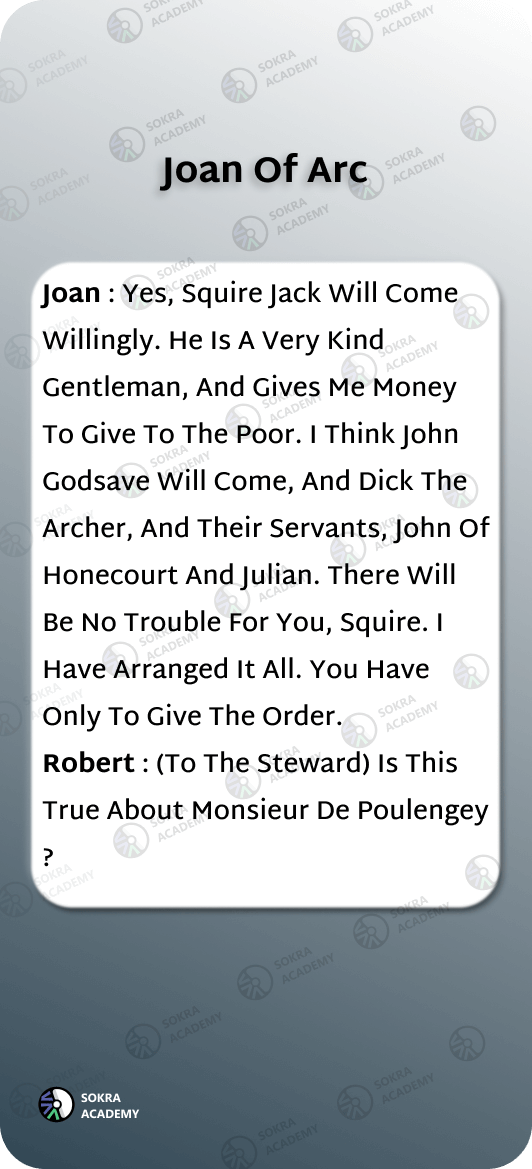 Joan Of Arc
Joan : Yes, Squire Jack Will Come
Willingly. He Is A Very Kind
Gentleman, And Gives Me Money
To Give To The Poor. I Think John
Godsave Will Come, And Dick The
Archer, And Their Servants, John Of
Honecourt And Julian. There Will
Be No Trouble For You, Squire. I
Have Arranged It All. You Have
Only To Give The Order.
Robert : (To The Steward) Is This
True About Monsieur De Poulengey
?
SOKRA
ACADEMY